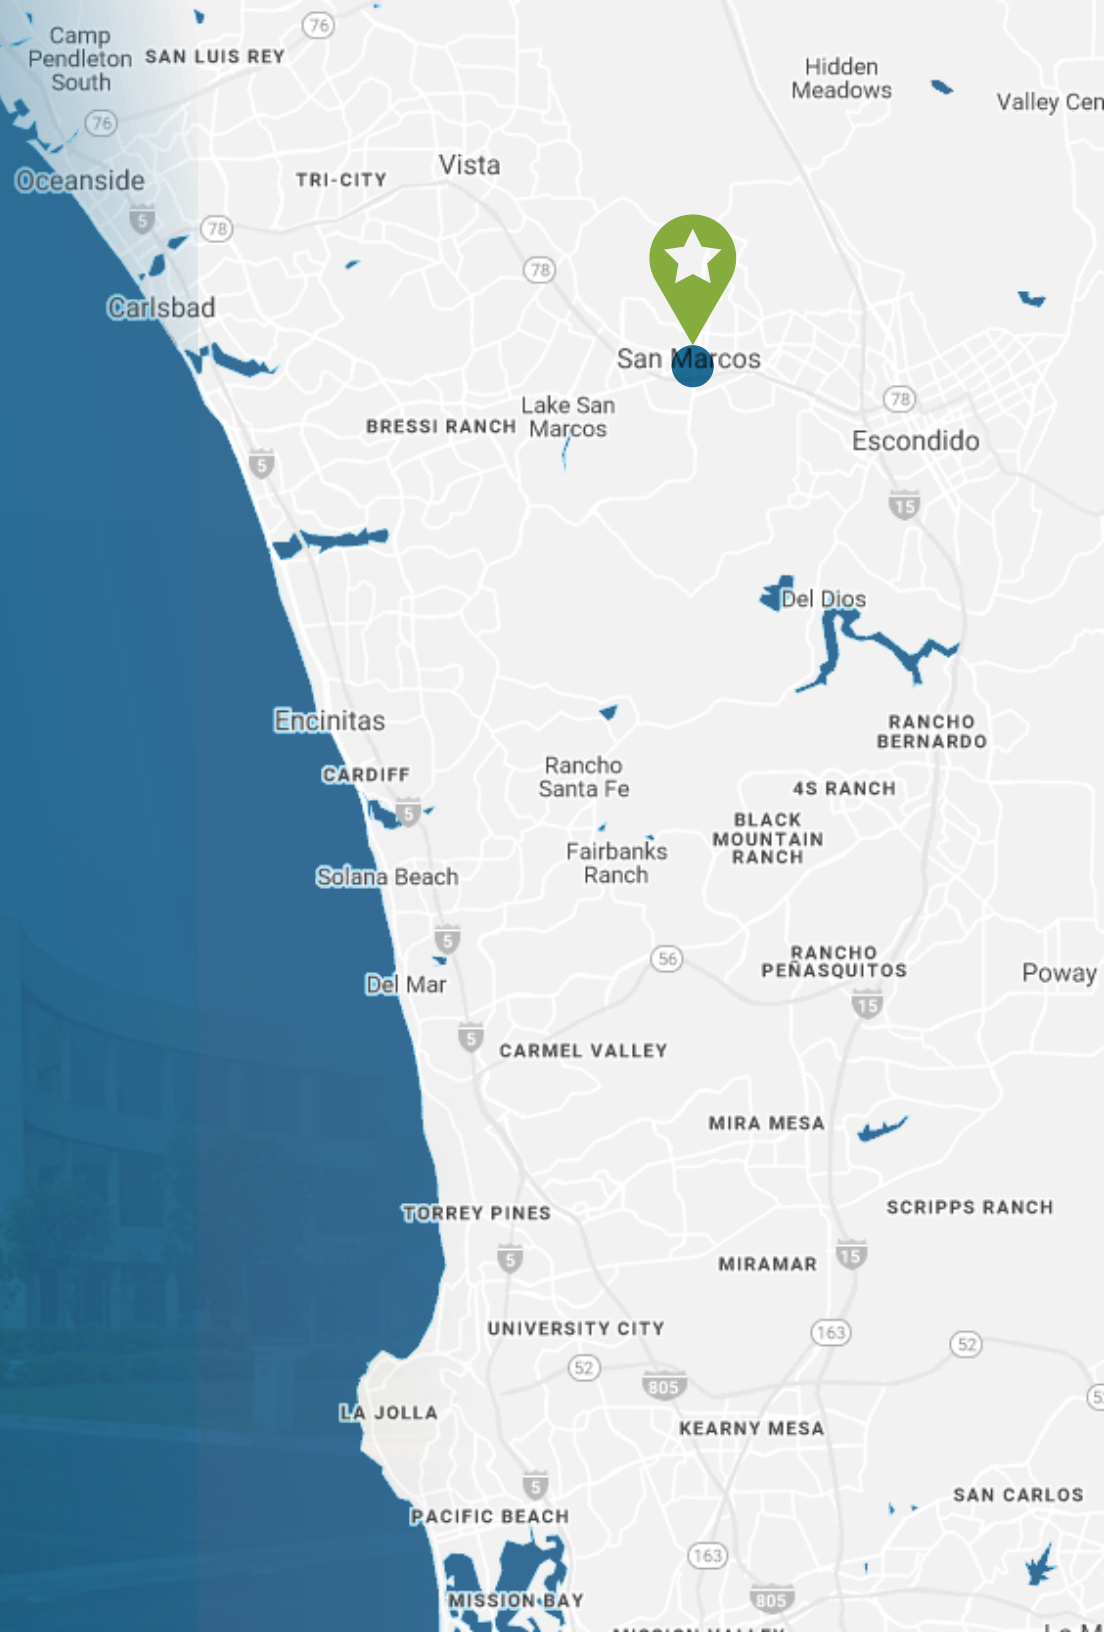 76
Camp
Pendleton
South
SAN LUIS REY
Hidden
Meadows
Valley Cen
76
Oceanside
TRI-CITY
Vista
5
78
78
Carlsbad
San Marcos
78
Lake San
Marcos
BRESSI RANCH
Escondido
5
15
Del Dios
Encinitas
RANCHO
BERNARDO
CARDIFF
Rancho
Santa Fe
4S RANCH
5
BLACK
MOUNTAIN
RANCH
Fairbanks
Ranch
Solana Beach
5
56
RANCHO
PEÑASQUITOS
Poway
Del Mar
15
5
CARMEL VALLEY
MIRA MESA
TORREY PINES
SCRIPPS RANCH
5
15
MIRAMAR
UNIVERSITY CITY
163
52
52
805
5
LA JOLLA
KEARNY MESA
5
SAN CARLOS
PACIFIC BEACH
163
MISSION BAY
805
MISSION VALLEY